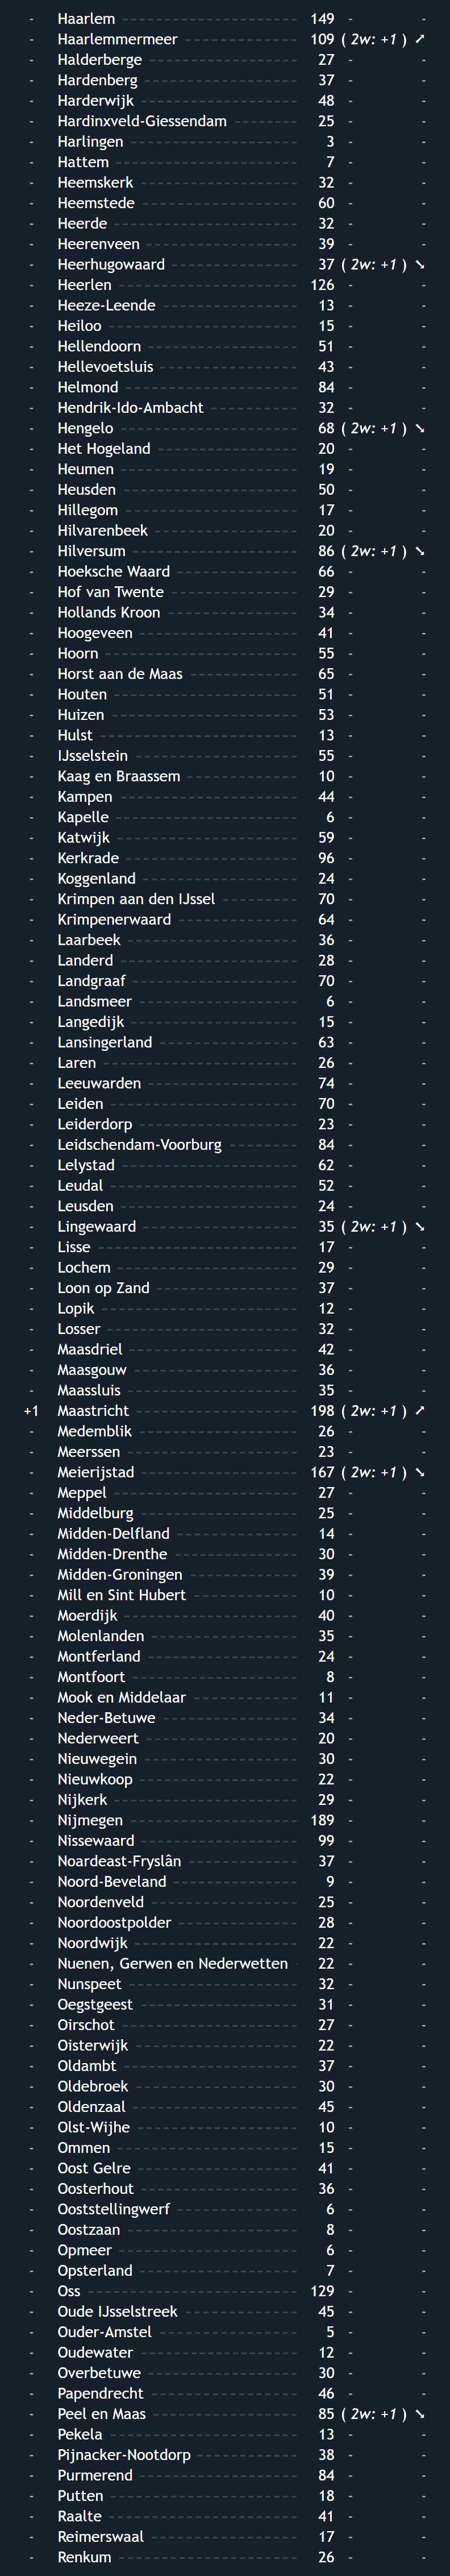 - Haarlem 149 - -
- Haarlemmermeer 109 ( 2w: +1 ) ➚
- Halderberge 27 - -
- Hardenberg 37 - -
- Harderwijk 48 - -
- Hardinxveld-Giessendam 25 - -
- Harlingen 3 - -
- Hattem 7 - -
- Heemskerk 32 - -
- Heemstede 60 - -
- Heerde 32 - -
- Heerenveen 39 - -
- Heerhugowaard 37 ( 2w: +1 ) ➘
- Heerlen 126 - -
- Heeze-Leende 13 - -
- Heiloo 15 - -
- Hellendoorn 51 - -
- Hellevoetsluis 43 - -
- Helmond 84 - -
- Hendrik-Ido-Ambacht 32 - -
- Hengelo 68 ( 2w: +1 ) ➘
- Het Hogeland 20 - -
- Heumen 19 - -
- Heusden 50 - -
- Hillegom 17 - -
- Hilvarenbeek 20 - -
- Hilversum 86 ( 2w: +1 ) ➘
- Hoeksche Waard 66 - -
- Hof van Twente 29 - -
- Hollands Kroon 34 - -
- Hoogeveen 41 - -
- Hoorn 55 - -
- Horst aan de Maas 65 - -
- Houten 51 - -
- Huizen 53 - -
- Hulst 13 - -
- IJsselstein 55 - -
- Kaag en Braassem 10 - -
- Kampen 44 - -
- Kapelle 6 - -
- Katwijk 59 - -
- Kerkrade 96 - -
- Koggenland 24 - -
- Krimpen aan den IJssel 70 - -
- Krimpenerwaard 64 - -
- Laarbeek 36 - -
- Landerd 28 - -
- Landgraaf 70 - -
- Landsmeer 6 - -
- Langedijk 15 - -
- Lansingerland 63 - -
- Laren 26 - -
- Leeuwarden 74 - -
- Leiden 70 - -
- Leiderdorp 23 - -
- Leidschendam-Voorburg 84 - -
- Lelystad 62 - -
- Leudal 52 - -
- Leusden 24 - -
- Lingewaard 35 ( 2w: +1 ) ➘
- Lisse 17 - -
- Lochem 29 - -
- Loon op Zand 37 - -
- Lopik 12 - -
- Losser 32 - -
- Maasdriel 42 - -
- Maasgouw 36 - -
- Maassluis 35 - -
+1 Maastricht 198 ( 2w: +1 ) ➚
- Medemblik 26 - -
- Meerssen 23 - -
- Meierijstad 167 ( 2w: +1 ) ➘
- Meppel 27 - -
- Middelburg 25 - -
- Midden-Delfland 14 - -
- Midden-Drenthe 30 - -
- Midden-Groningen 39 - -
- Mill en Sint Hubert 10 - -
- Moerdijk 40 - -
- Molenlanden 35 - -
- Montferland 24 - -
- Montfoort 8 - -
- Mook en Middelaar 11 - -
- Neder-Betuwe 34 - -
- Nederweert 20 - -
- Nieuwegein 30 - -
- Nieuwkoop 22 - -
- Nijkerk 29 - -
- Nijmegen 189 - -
- Nissewaard 99 - -
- Noardeast-Fryslân 37 - -
- Noord-Beveland 9 - -
- Noordenveld 25 - -
- Noordoostpolder 28 - -
- Noordwijk 22 - -
- Nuenen, Gerwen en Nederwetten 22 - -
- Nunspeet 32 - -
- Oegstgeest 31 - -
- Oirschot 27 - -
- Oisterwijk 22 - -
- Oldambt 37 - -
- Oldebroek 30 - -
- Oldenzaal 45 - -
- Olst-Wijhe 10 - -
- Ommen 15 - -
- Oost Gelre 41 - -
- Oosterhout 36 - -
- Ooststellingwerf 6 - -
- Oostzaan 8 - -
- Opmeer 6 - -
- Opsterland 7 - -
- Oss 129 - -
- Oude IJsselstreek 45 - -
- Ouder-Amstel 5 - -
- Oudewater 12 - -
- Overbetuwe 30 - -
- Papendrecht 46 - -
- Peel en Maas 85 ( 2w: +1 ) ➘
- Pekela 13 - -
- Pijnacker-Nootdorp 38 - -
- Purmerend 84 - -
- Putten 18 - -
- Raalte 41 - -
- Reimerswaal 17 - -
- Renkum 26 - -